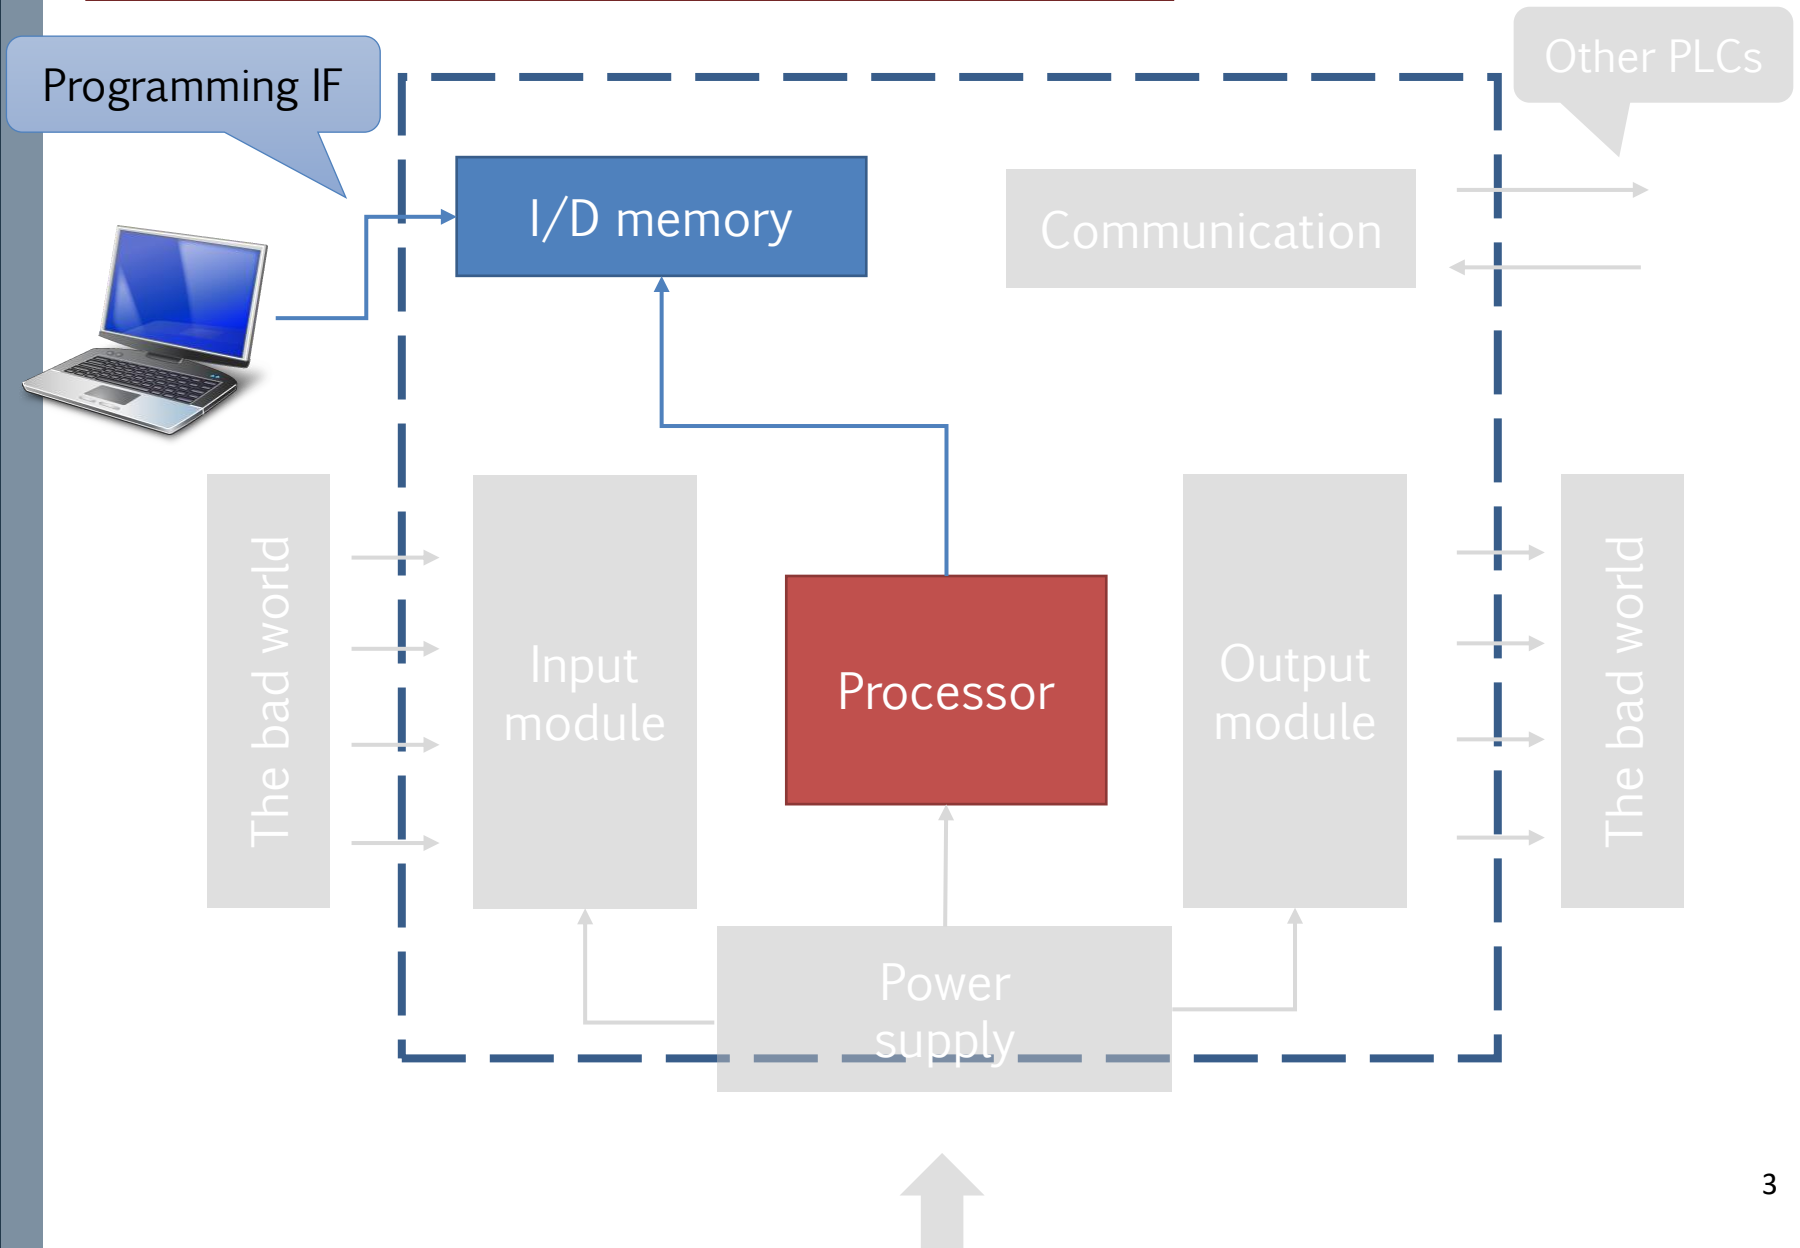 Programming IF
Other PLCs
I/D memory
Communication
The bad world
Input
module
Processor
Output
module
The bad world
Power
supply
3